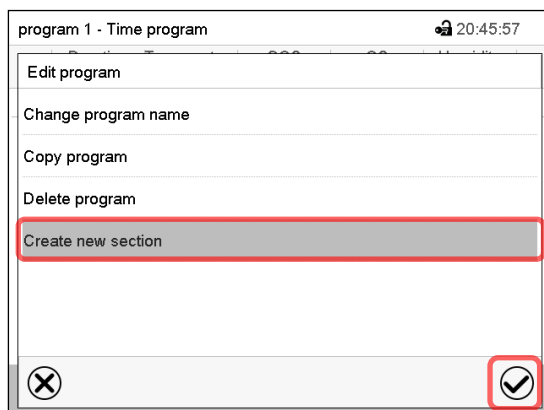 program 1 - Time program 20:45:57
Edit program
Change program name
Copy program
Delete program
Create new section